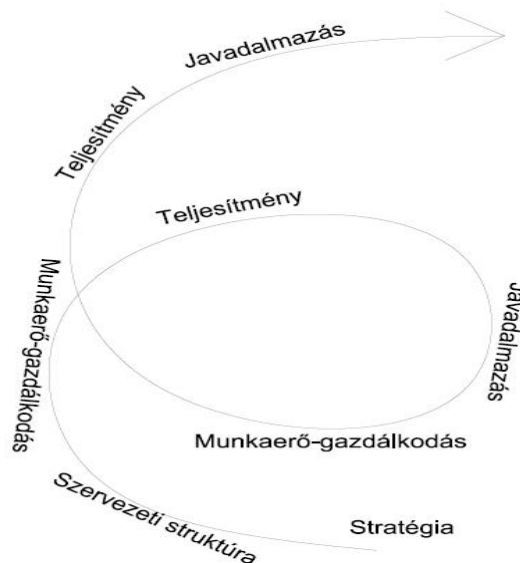 Javadalmazás
Teljesítmény
Teljesítmény
Munkaerő-gazdálkodás
Javadalmazás
Munkaerő-gazdálkodás
Szervezeti struktúra
Stratégia